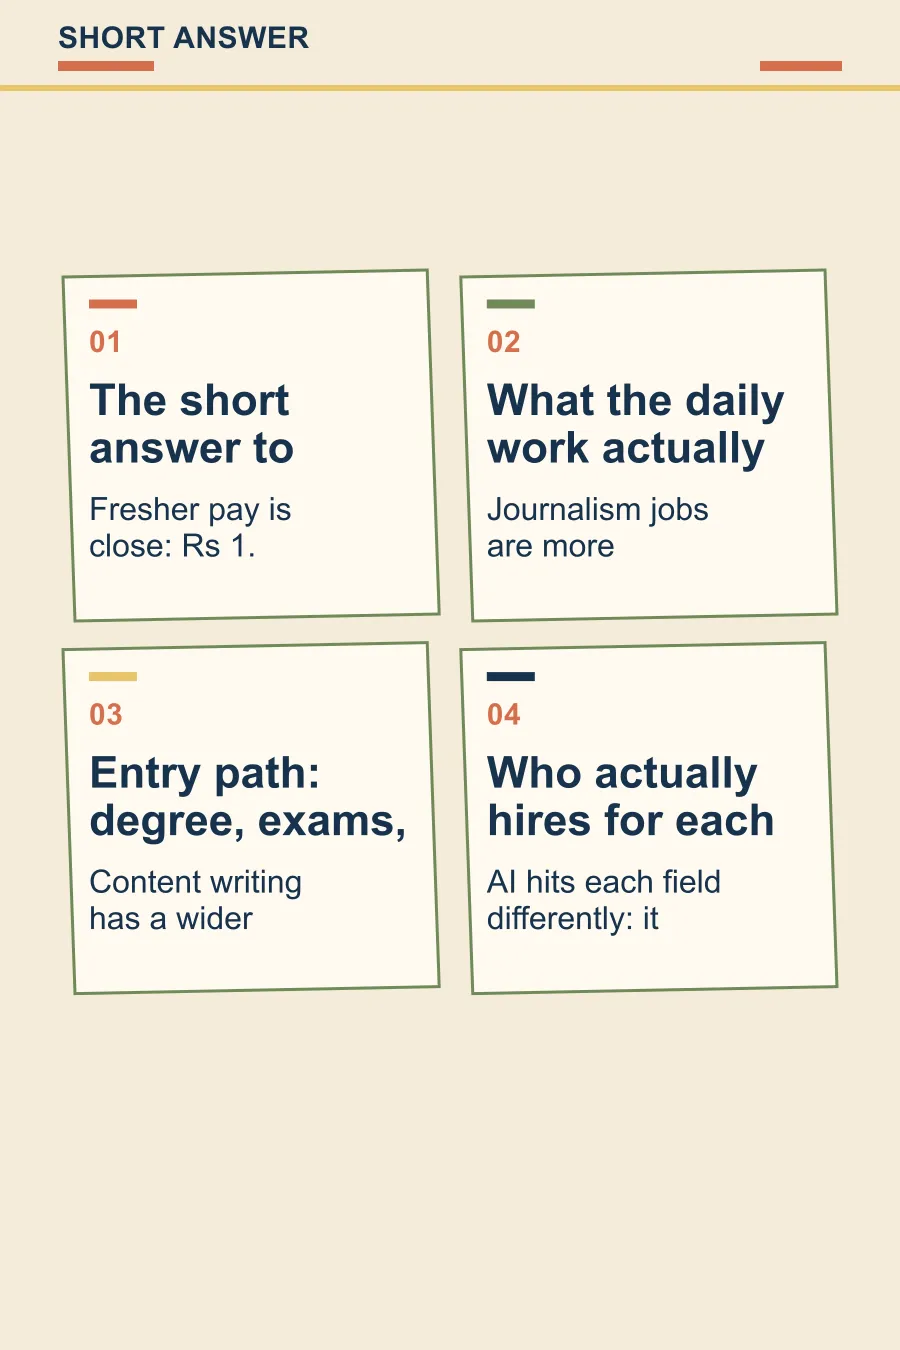 SHORT ANSWER
01
The short
answer to
Fresher pay is
close: Rs 1.
02
What the daily
work actually
Journalism jobs
are more
03
Entry path:
degree, exams,
Content writing
has a wider
04
Who actually
hires for each
AI hits each field
differently: it